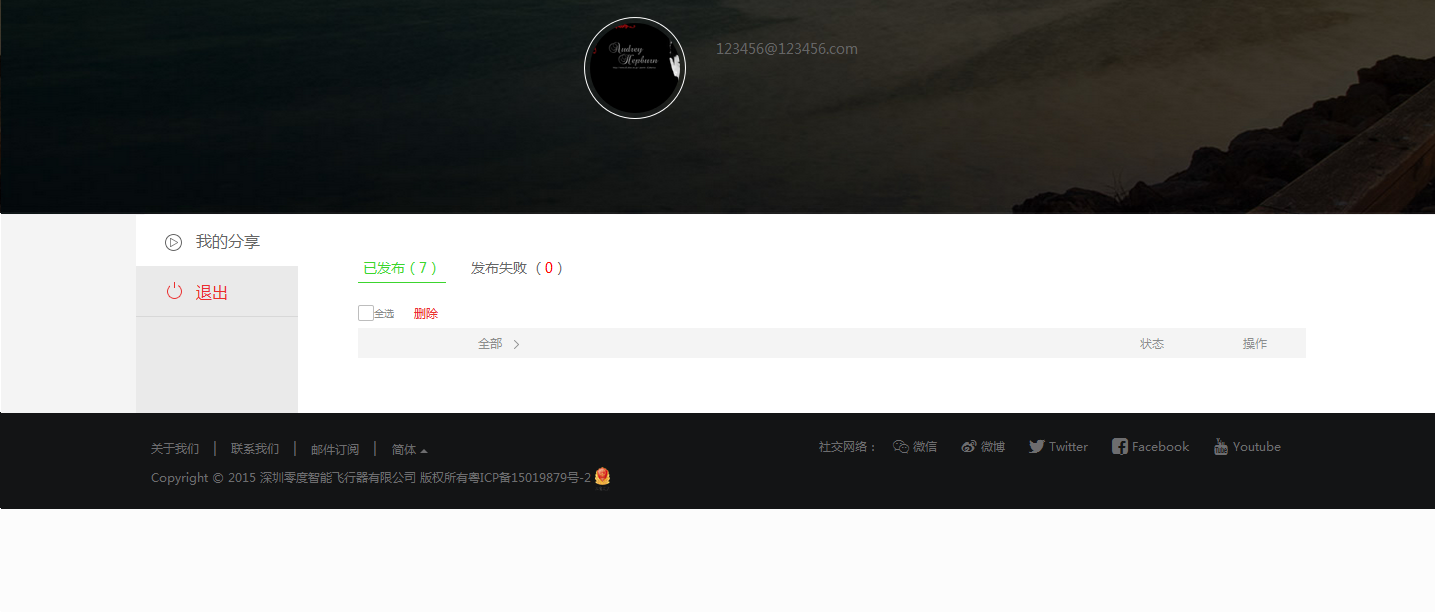 Audrey
Hepburn
123456@123456.com
我的分享
退出
已发布 ( 7 )
发布失败 ( 0 )
全选 删除
全部 > 状态 操作
关于我们 | 联系我们 | 邮件订阅 | 简体
社交网络： 微信 微博 Twitter Facebook Youtube
Copyright © 2015 深圳零度智能飞行器有限公司 版权所有粤ICP备15019879号-2